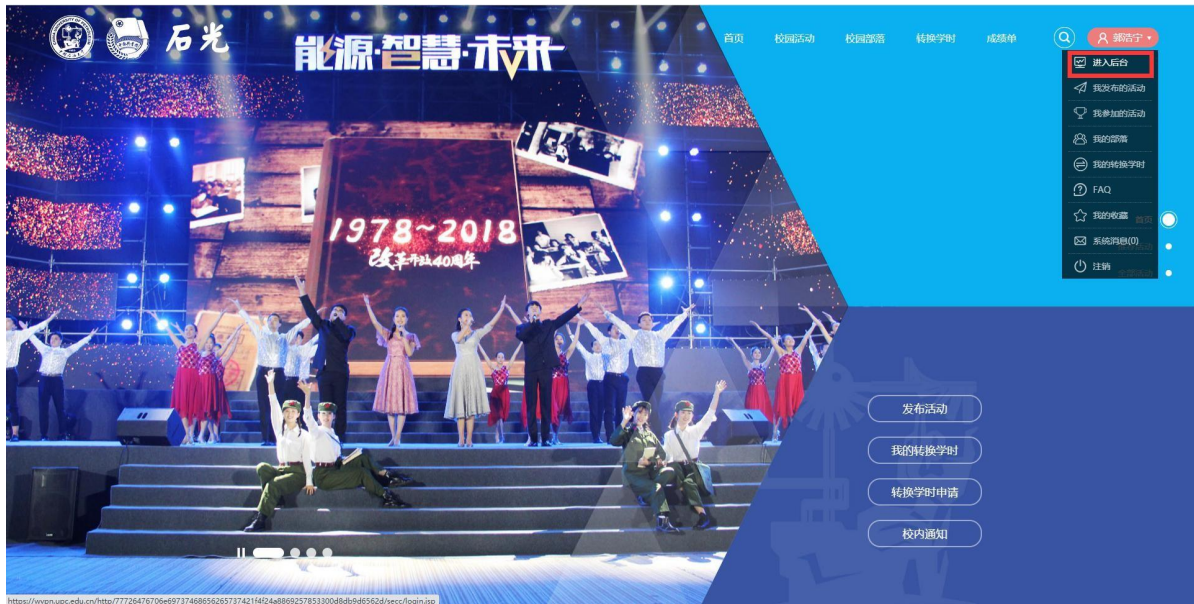 石光
能源·智慧·未来
首页 校园活动 校园部落 转换学时 成绩单 郭浩宁
进入后台
我发布的活动
我参加的活动
我的部落
我的转换学时
FAQ
我的收藏
首页
系统消息(0)
注销
1978~2018
改革开放40周年
发布活动
我的转换学时
转换学时申请
校内通知